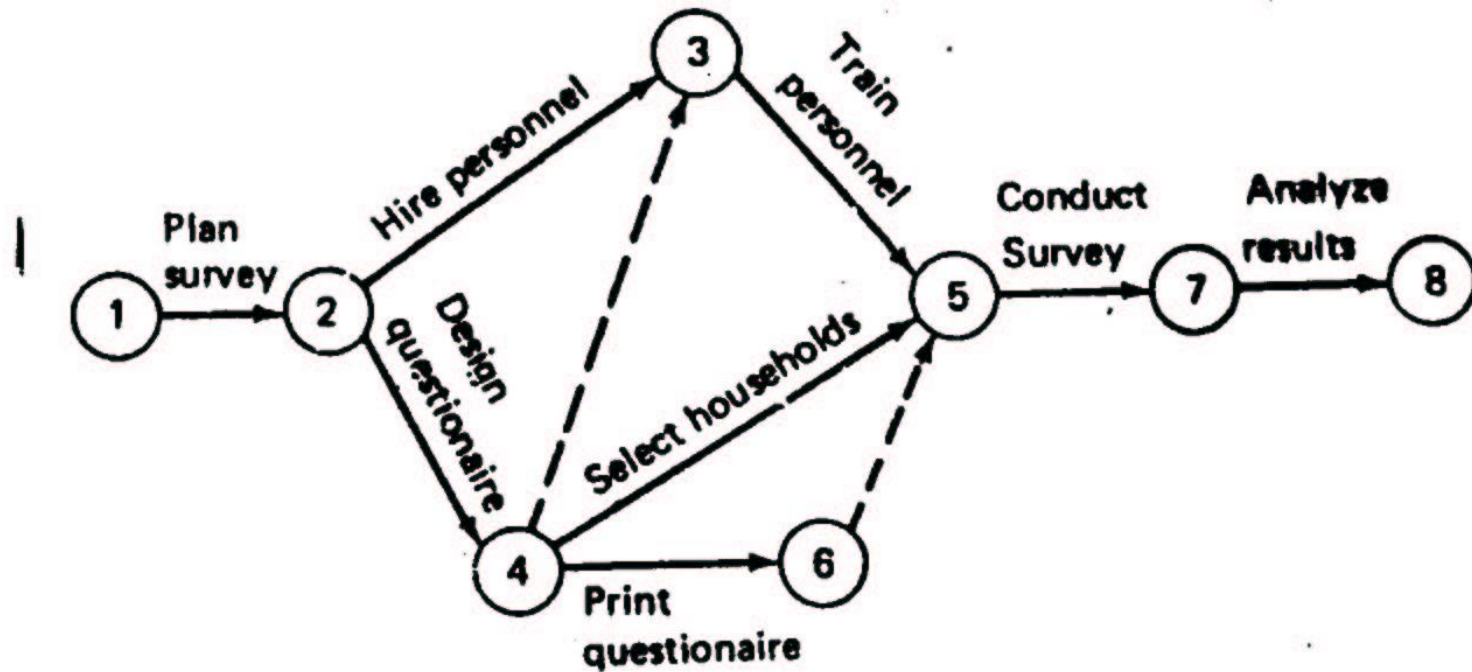 3
Train
personnel
Hire personnel
Plan
survey
Conduct
Survey
Analyze
results
1
2
5
7
8
Design
questionaire
Select households
4
6
Print
questionaire